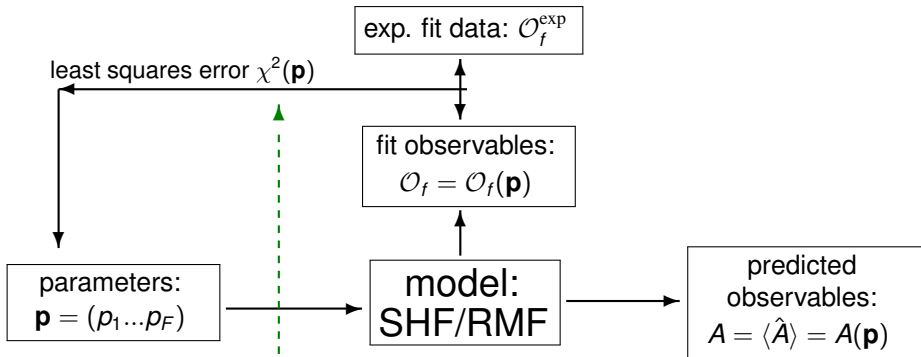 exp. fit data: 𝒪_f^exp
least squares error χ²(𝐩)
fit observables:
𝒪_f = 𝒪_f(𝐩)
parameters:
𝐩 = (p₁...p_F)
model:
SHF/RMF
predicted
observables:
A = ⟨Â⟩ = A(𝐩)